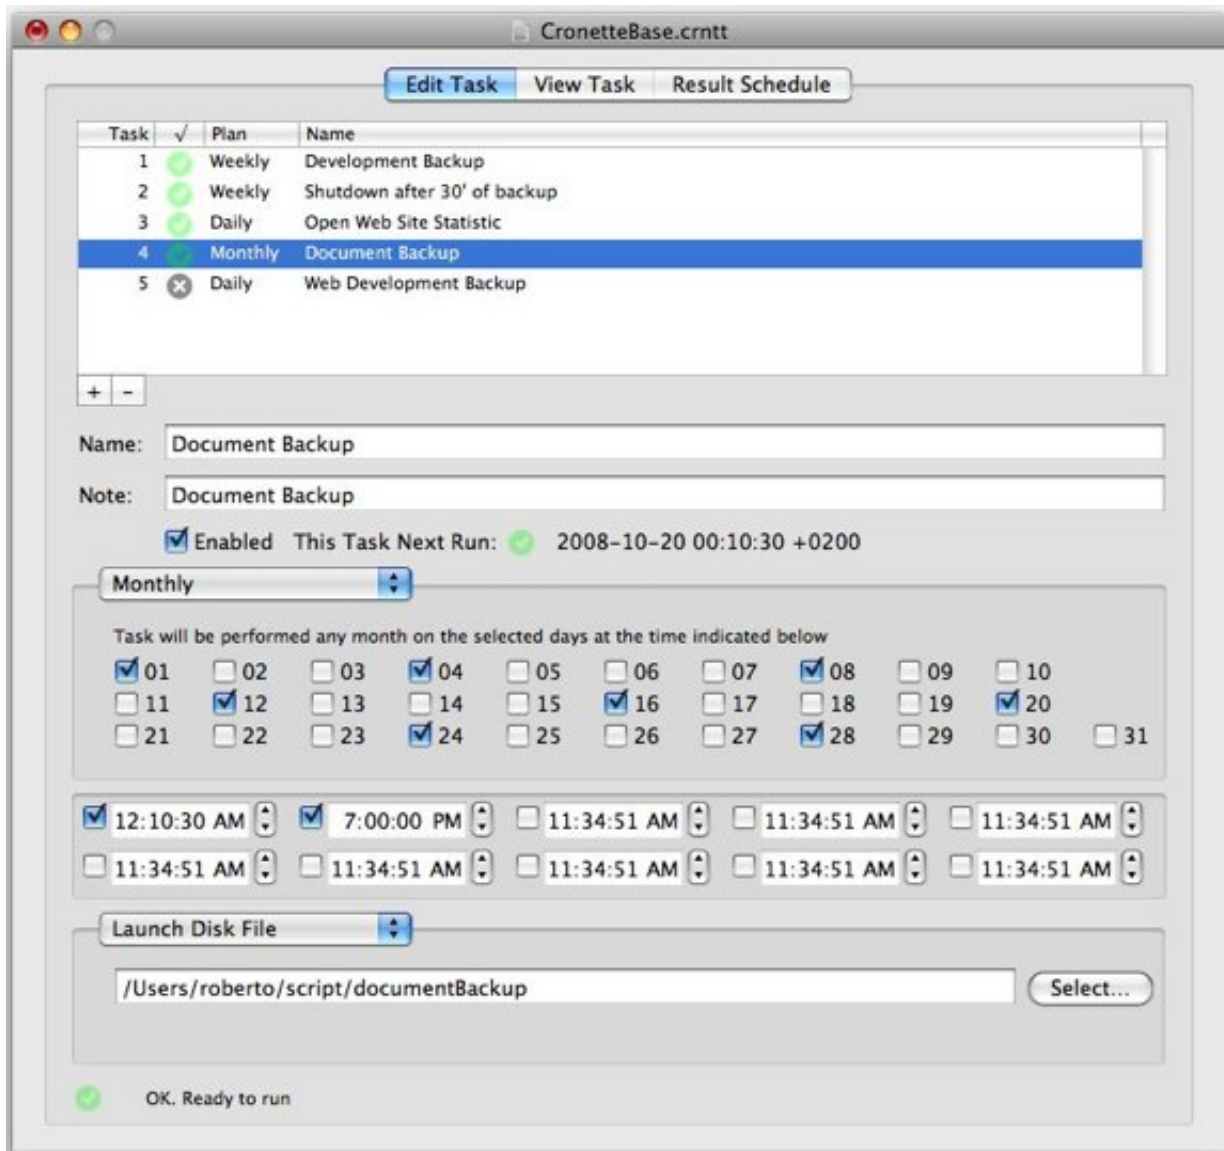 CronetteBase.crntt
Edit Task View Task Result Schedule
Task √ Plan Name
1 Weekly Development Backup
2 Weekly Shutdown after 30' of backup
3 Daily Open Web Site Statistic
4 Monthly Document Backup
5 Daily Web Development Backup
+ -
Name: Document Backup
Note: Document Backup
Enabled This Task Next Run: 2008-10-20 00:10:30 +0200
Monthly
Task will be performed any month on the selected days at the time indicated below
01 02 03 04 05 06 07 08 09 10
11 12 13 14 15 16 17 18 19 20
21 22 23 24 25 26 27 28 29 30 31
12:10:30 AM 7:00:00 PM 11:34:51 AM 11:34:51 AM 11:34:51 AM
11:34:51 AM 11:34:51 AM 11:34:51 AM 11:34:51 AM 11:34:51 AM
Launch Disk File
/Users/roberto/script/documentBackup Select...
OK. Ready to run